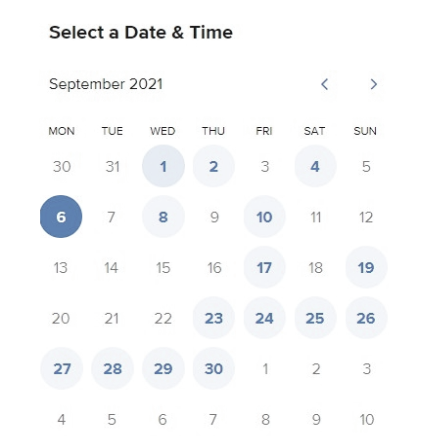 Select a Date & Time
September 2021
MON TUE WED THU FRI SAT SUN
30 31 1 2 3 4 5
6 7 8 9 10 11 12
13 14 15 16 17 18 19
20 21 22 23 24 25 26
27 28 29 30 1 2 3
4 5 6 7 8 9 10